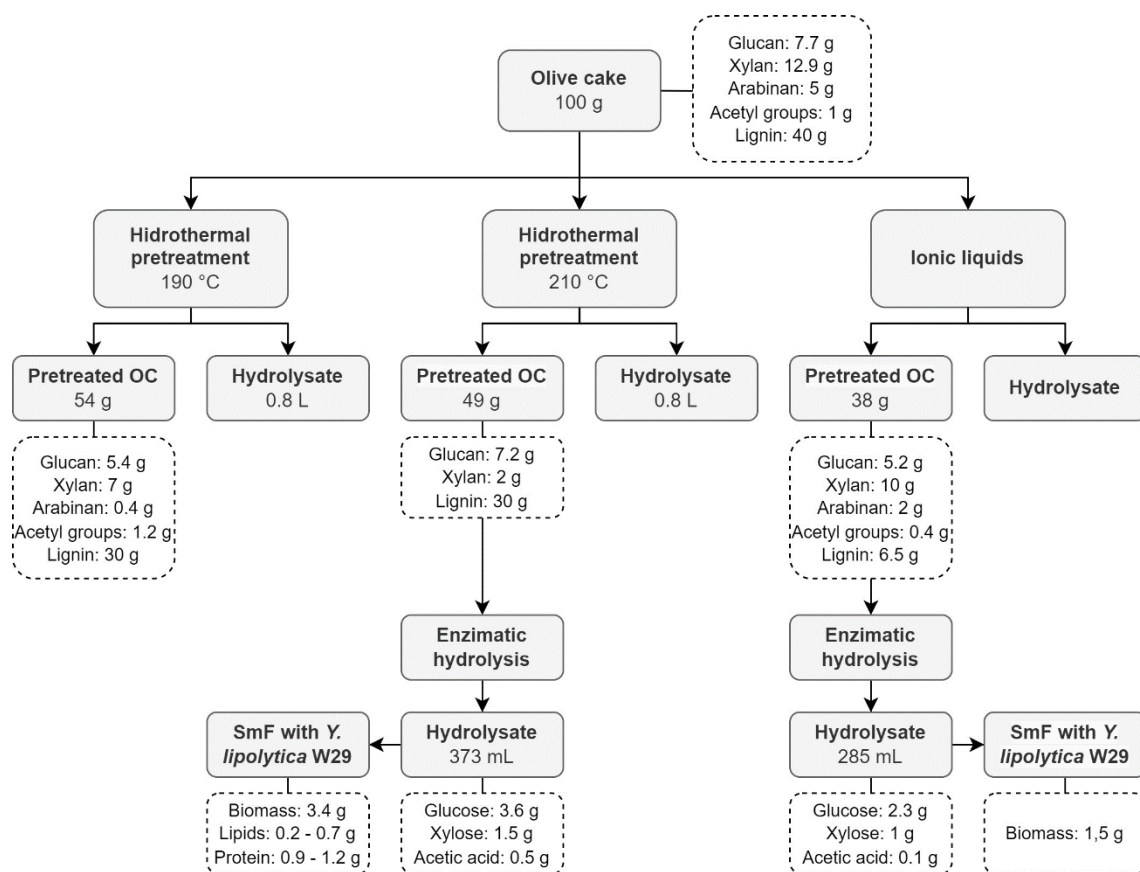 Olive cake
100 g
Glucan: 7.7 g
Xylan: 12.9 g
Arabinan: 5 g
Acetyl groups: 1 g
Lignin: 40 g
Hidrothermal
pretreatment
190 °C
Hidrothermal
pretreatment
210 °C
Ionic liquids
Pretreated OC
54 g
Hydrolysate
0.8 L
Pretreated OC
49 g
Hydrolysate
0.8 L
Pretreated OC
38 g
Hydrolysate
Glucan: 5.4 g
Xylan: 7 g
Arabinan: 0.4 g
Acetyl groups: 1.2 g
Lignin: 30 g
Glucan: 7.2 g
Xylan: 2 g
Lignin: 30 g
Glucan: 5.2 g
Xylan: 10 g
Arabinan: 2 g
Acetyl groups: 0.4 g
Lignin: 6.5 g
Enzimatic
hydrolysis
Enzimatic
hydrolysis
SmF with Y.
lipolytica W29
Hydrolysate
373 mL
Hydrolysate
285 mL
SmF with Y.
lipolytica W29
Biomass: 3.4 g
Lipids: 0.2 - 0.7 g
Protein: 0.9 - 1.2 g
Glucose: 3.6 g
Xylose: 1.5 g
Acetic acid: 0.5 g
Glucose: 2.3 g
Xylose: 1 g
Acetic acid: 0.1 g
Biomass: 1,5 g